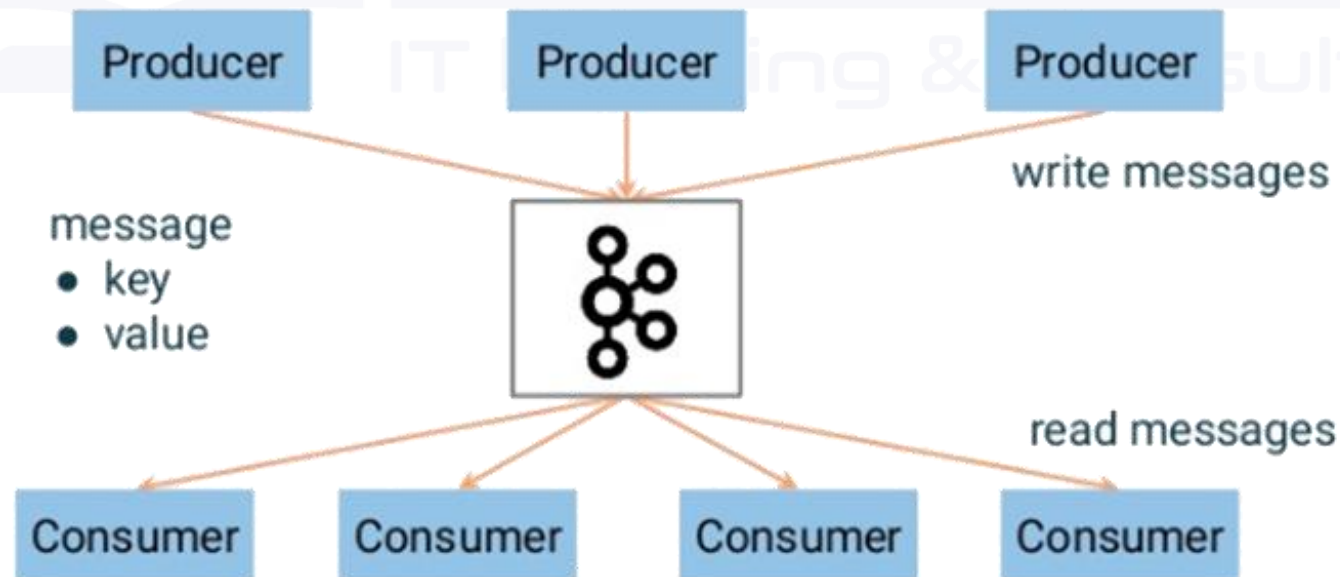 Producer
Producer
Producer
write messages
message
● key
● value
read messages
Consumer
Consumer
Consumer
Consumer